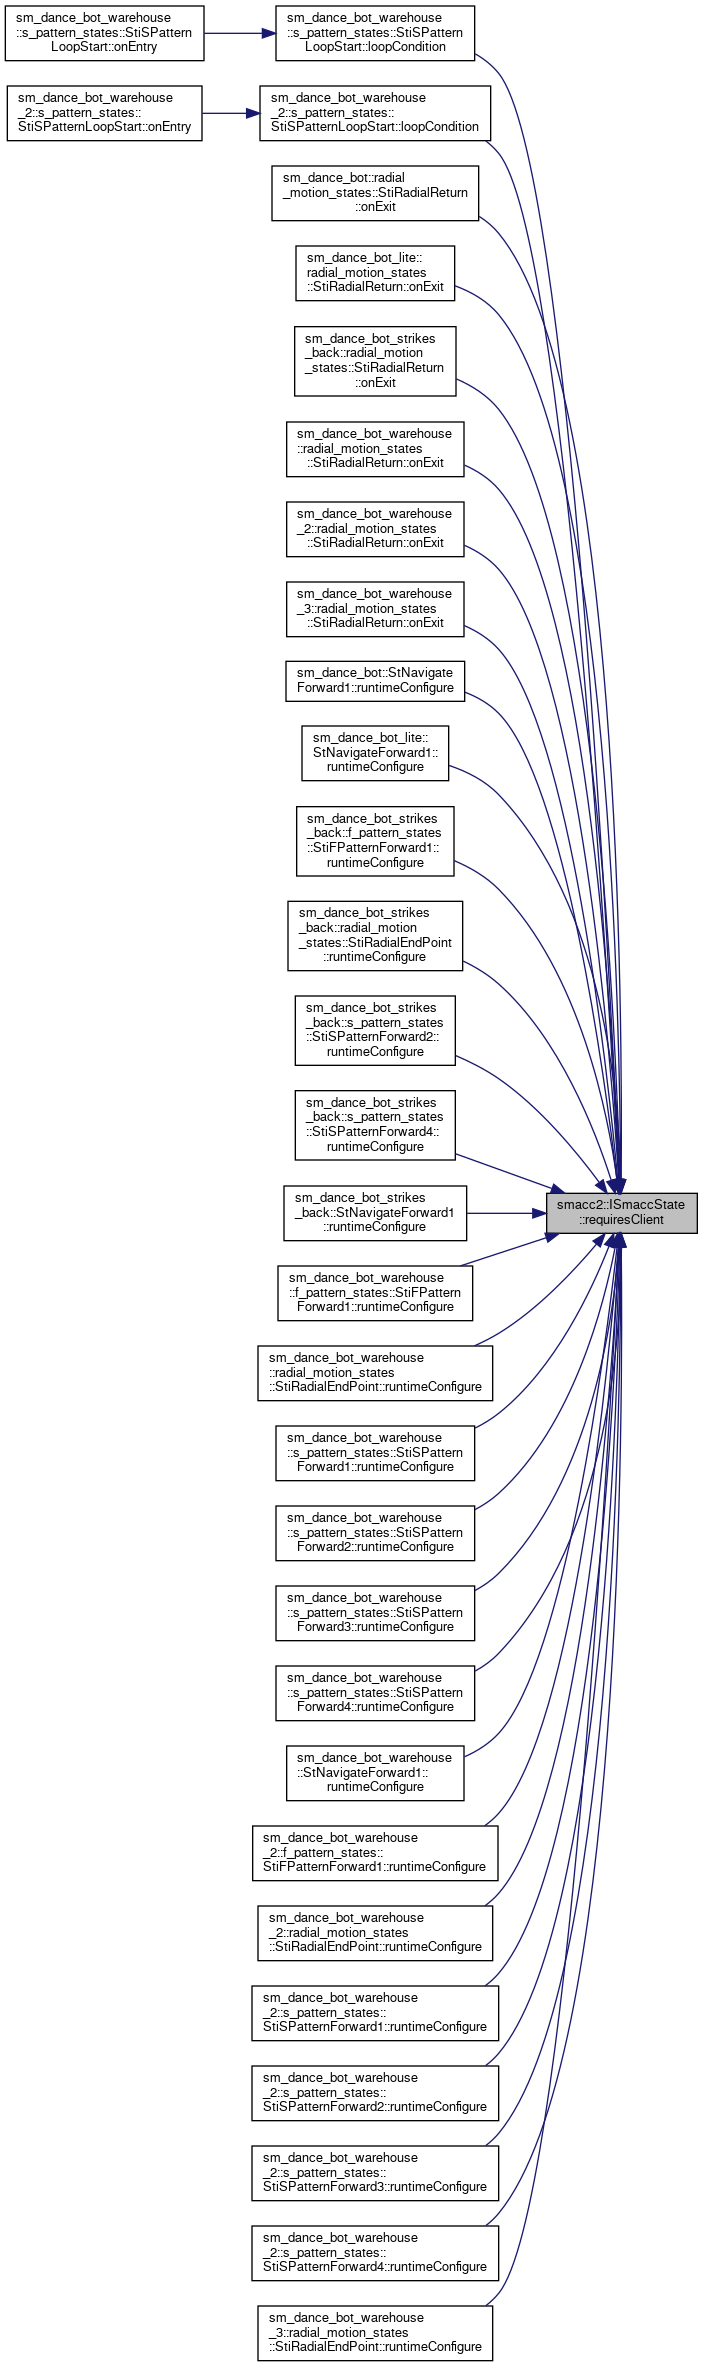 sm_dance_bot_warehouse
::s_pattern_states::StiSPattern
LoopStart::onEntry
sm_dance_bot_warehouse
::s_pattern_states::StiSPattern
LoopStart::loopCondition
sm_dance_bot_warehouse
_2::s_pattern_states::
StiSPatternLoopStart::onEntry
sm_dance_bot_warehouse
_2::s_pattern_states::
StiSPatternLoopStart::loopCondition
sm_dance_bot::radial
_motion_states::StiRadialReturn
::onExit
sm_dance_bot_lite::
radial_motion_states
::StiRadialReturn::onExit
sm_dance_bot_strikes
_back::radial_motion
_states::StiRadialReturn
::onExit
sm_dance_bot_warehouse
::radial_motion_states
::StiRadialReturn::onExit
sm_dance_bot_warehouse
_2::radial_motion_states
::StiRadialReturn::onExit
sm_dance_bot_warehouse
_3::radial_motion_states
::StiRadialReturn::onExit
sm_dance_bot::StNavigate
Forward1::runtimeConfigure
sm_dance_bot_lite::
StNavigateForward1::
runtimeConfigure
sm_dance_bot_strikes
_back::f_pattern_states
::StiFPatternForward1::
runtimeConfigure
sm_dance_bot_strikes
_back::radial_motion
_states::StiRadialEndPoint
::runtimeConfigure
sm_dance_bot_strikes
_back::s_pattern_states
::StiSPatternForward2::
runtimeConfigure
sm_dance_bot_strikes
_back::s_pattern_states
::StiSPatternForward4::
runtimeConfigure
sm_dance_bot_strikes
_back::StNavigateForward1
::runtimeConfigure
smacc2::ISmaccState
::requiresClient
sm_dance_bot_warehouse
::f_pattern_states::StiFPattern
Forward1::runtimeConfigure
sm_dance_bot_warehouse
::radial_motion_states
::StiRadialEndPoint::runtimeConfigure
sm_dance_bot_warehouse
::s_pattern_states::StiSPattern
Forward1::runtimeConfigure
sm_dance_bot_warehouse
::s_pattern_states::StiSPattern
Forward2::runtimeConfigure
sm_dance_bot_warehouse
::s_pattern_states::StiSPattern
Forward3::runtimeConfigure
sm_dance_bot_warehouse
::s_pattern_states::StiSPattern
Forward4::runtimeConfigure
sm_dance_bot_warehouse
::StNavigateForward1::
runtimeConfigure
sm_dance_bot_warehouse
_2::f_pattern_states::
StiFPatternForward1::runtimeConfigure
sm_dance_bot_warehouse
_2::radial_motion_states
::StiRadialEndPoint::runtimeConfigure
sm_dance_bot_warehouse
_2::s_pattern_states::
StiSPatternForward1::runtimeConfigure
sm_dance_bot_warehouse
_2::s_pattern_states::
StiSPatternForward2::runtimeConfigure
sm_dance_bot_warehouse
_2::s_pattern_states::
StiSPatternForward3::runtimeConfigure
sm_dance_bot_warehouse
_2::s_pattern_states::
StiSPatternForward4::runtimeConfigure
sm_dance_bot_warehouse
_3::radial_motion_states
::StiRadialEndPoint::runtimeConfigure